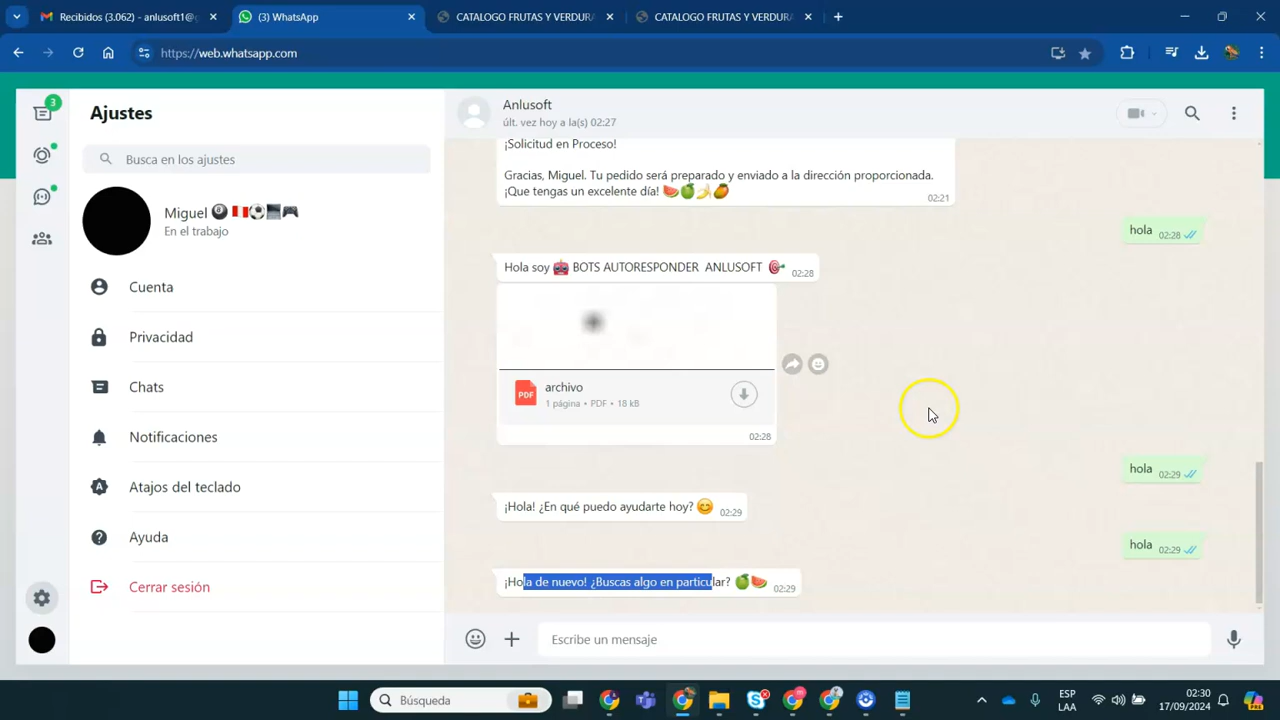 Recibidos (3.062) - anlusoft1@g
(3) WhatsApp
CATALOGO FRUTAS Y VERDURA
CATALOGO FRUTAS Y VERDURA
https://web.whatsapp.com
3
Ajustes
Busca en los ajustes
Miguel 🎱🇵🇪⚽🎮
En el trabajo
Cuenta
Privacidad
Chats
Notificaciones
Atajos del teclado
Ayuda
Cerrar sesión
Anlusoft
últ. vez hoy a la(s) 02:27
¡Solicitud en Proceso!
Gracias, Miguel. Tu pedido será preparado y enviado a la dirección proporcionada.
¡Que tengas un excelente día! 🍉🍏🍌🥭
02:21
hola 02:28
Hola soy 🤖 BOTS AUTORESPONDER ANLUSOFT 🎯 02:28
PDF
archivo
1 página • PDF • 18 kB
02:28
hola 02:29
¡Hola! ¿En qué puedo ayudarte hoy? 😊 02:29
hola 02:29
¡Hola de nuevo! ¿Buscas algo en particular? 🍏🍉 02:29
Escribe un mensaje
Búsqueda
ESP
LAA
02:30
17/09/2024